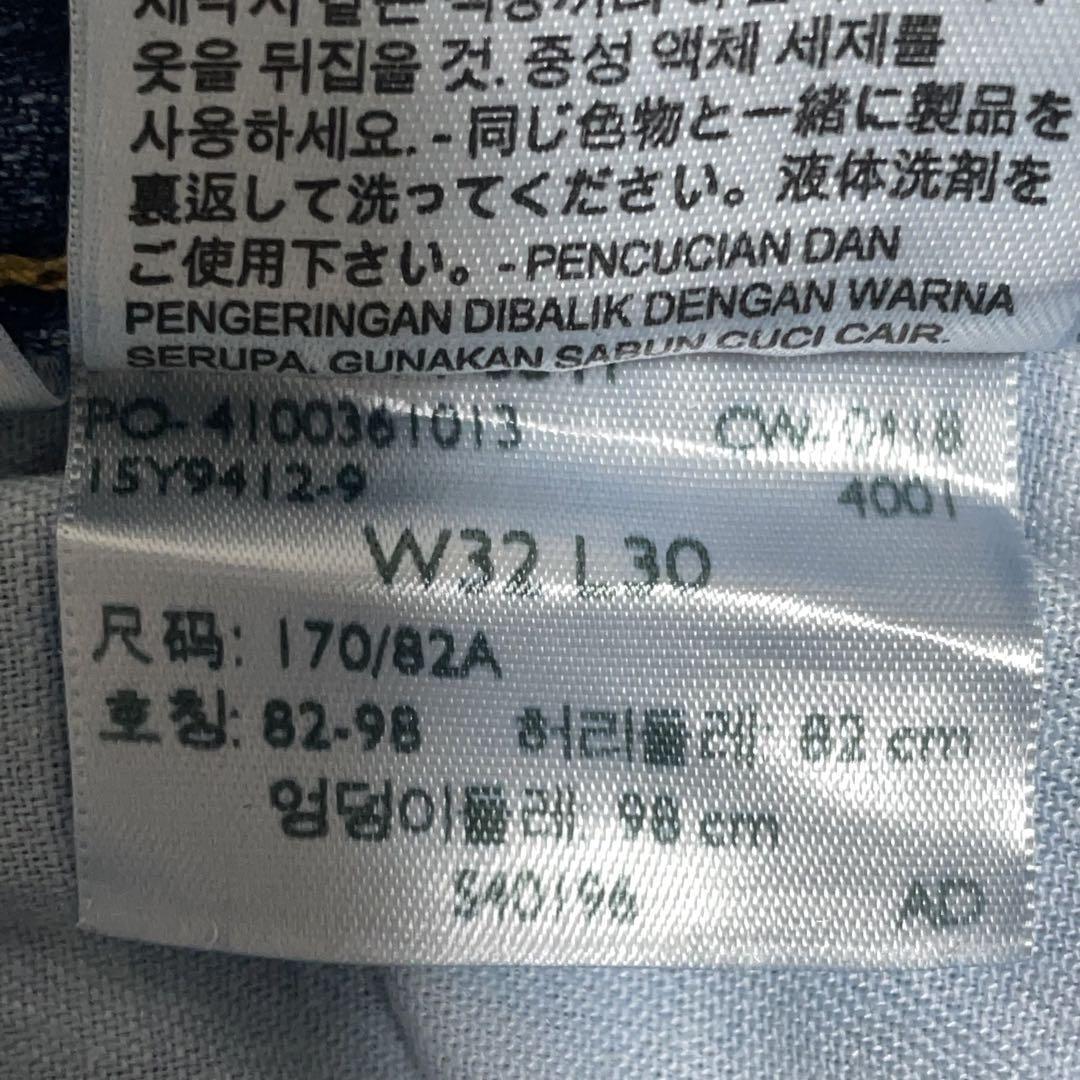 옷을 뒤집을 것. 중성 액체 세제를
사용하세요. - 同じ色物と一緒に製品を
裏返して洗ってください。液体洗剤を
ご使用下さい。- PENCUCIAN DAN
PENGERINGAN DIBALIK DENGAN WARNA
SERUPA. GUNAKAN SABUN CUCI CAIR.
PO- 4100361013
15Y9412-9 4001
W32 L30
尺码: 170/82A
호칭: 82-98 허리둘레 82 cm
엉덩이둘레 98 cm
AD